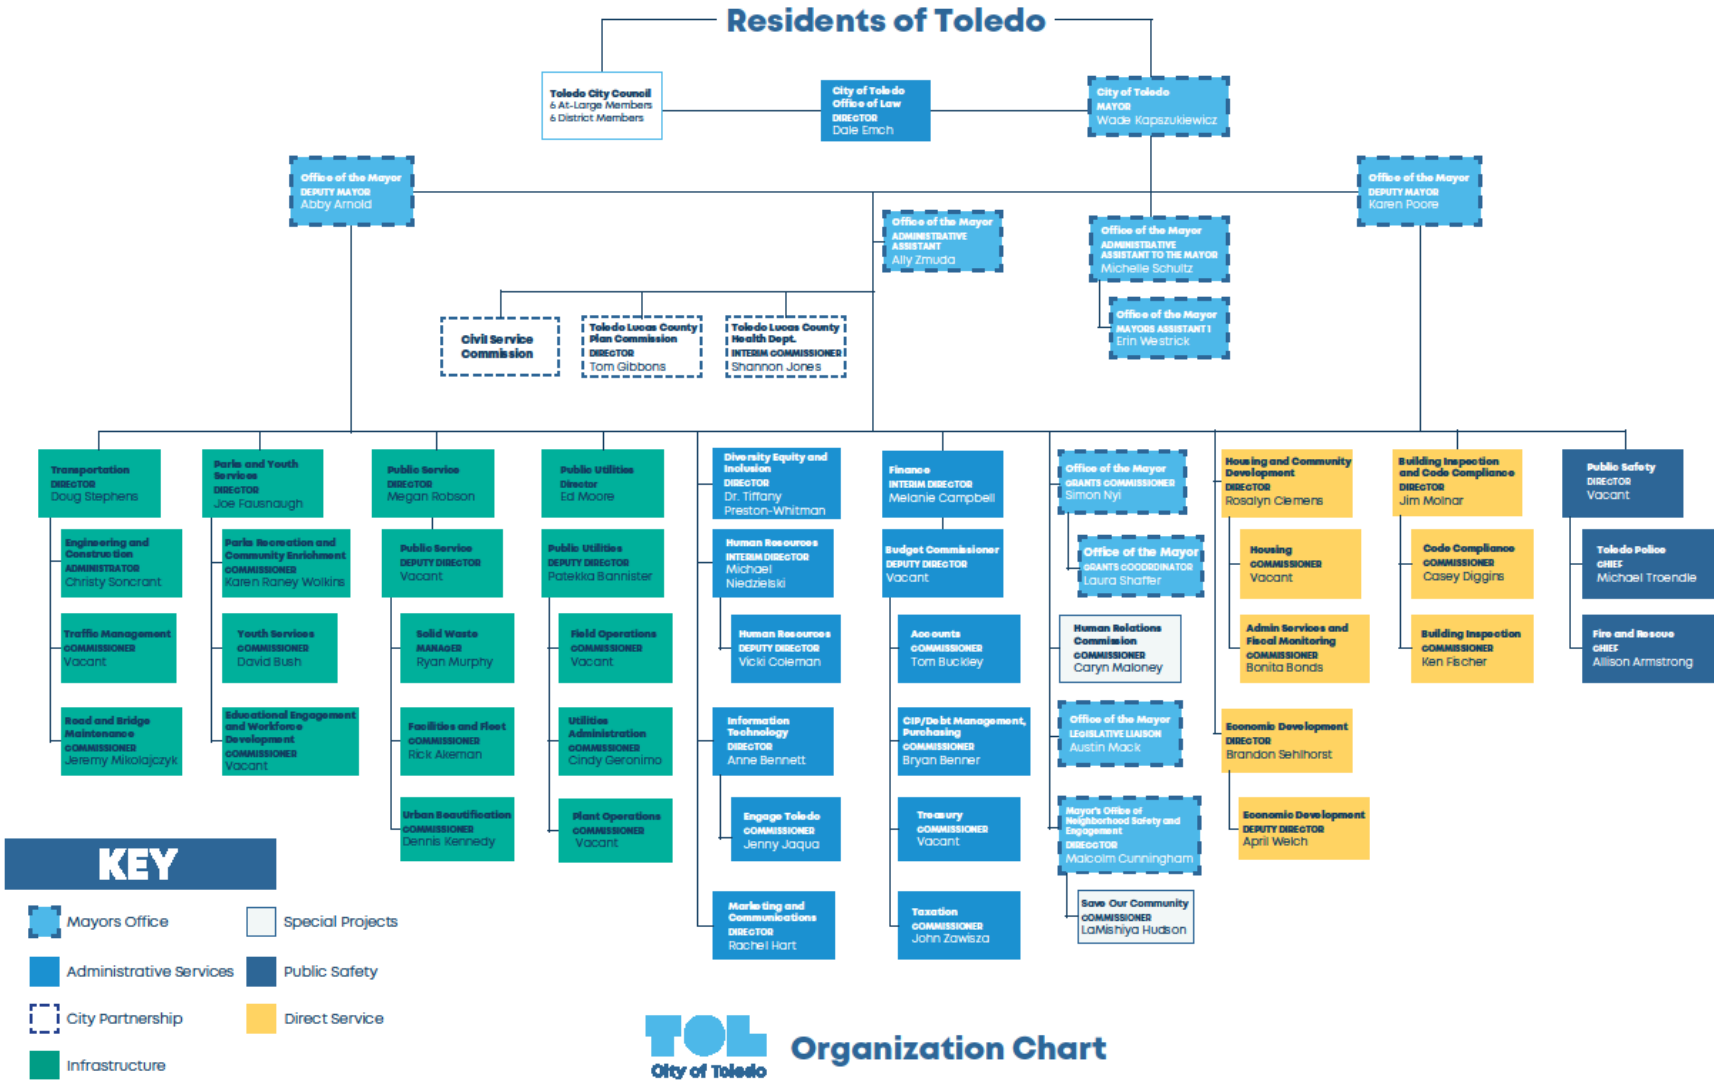 Residents of Toledo
Toledo City Council
6 At-Large Members
6 District Members
City of Toledo
Office of Law
DIRECTOR
Dale Emch
City of Toledo
MAYOR
Wade Kapszukiewicz
Office of the Mayor
DEPUTY MAYOR
Abby Arnold
Office of the Mayor
DEPUTY MAYOR
Karen Poore
Office of the Mayor
ADMINISTRATIVE
ASSISTANT
Ally Zmuda
Office of the Mayor
ADMINISTRATIVE
ASSISTANT TO THE MAYOR
Michelle Schultz
Office of the Mayor
MAYORS ASSISTANT 1
Erin Westrick
Civil Service
Commission
Toledo Lucas County
Plan Commission
DIRECTOR
Tom Gibbons
Toledo Lucas County
Health Dept.
INTERIM COMMISSIONER
Shannon Jones
Transportation
DIRECTOR
Doug Stephens
Engineering and
Construction
ADMINISTRATOR
Christy Soncrant
Traffic Management
COMMISSIONER
Vacant
Road and Bridge
Maintenance
COMMISSIONER
Jeremy Mikolajczyk
Parks and Youth
Services
DIRECTOR
Joe Fausnaugh
Parks Recreation and
Community Enrichment
COMMISSIONER
Karen Raney Wolkins
Youth Services
COMMISSIONER
David Bush
Educational Engagement
and Workforce
Development
COMMISSIONER
Vacant
Public Service
DIRECTOR
Megan Robson
Public Service
DEPUTY DIRECTOR
Vacant
Solid Waste
MANAGER
Ryan Murphy
Facilities and Fleet
COMMISSIONER
Rick Akeman
Urban Beautification
COMMISSIONER
Dennis Kennedy
Public Utilities
Director
Ed Moore
Public Utilities
DEPUTY DIRECTOR
Patekka Bannister
Field Operations
COMMISSIONER
Vacant
Utilities
Administration
COMMISSIONER
Cindy Geronimo
Plant Operations
COMMISSIONER
Vacant
Diversity Equity and
Inclusion
DIRECTOR
Dr. Tiffany
Preston-Whitman
Human Resources
INTERIM DIRECTOR
Michael
Niedzielski
Human Resources
DEPUTY DIRECTOR
Vicki Coleman
Information
Technology
DIRECTOR
Anne Bennett
Engage Toledo
COMMISSIONER
Jenny Jaqua
Marketing and
Communications
DIRECTOR
Rachel Hart
Finance
INTERIM DIRECTOR
Melanie Campbell
Budget Commissioner
DEPUTY DIRECTOR
Vacant
Accounts
COMMISSIONER
Tom Buckley
CIP/Debt Management,
Purchasing
COMMISSIONER
Bryan Benner
Treasury
COMMISSIONER
Vacant
Taxation
COMMISSIONER
John Zawisza
Office of the Mayor
GRANTS COMMISSIONER
Simon Nyi
Office of the Mayor
GRANTS COODRDINATOR
Laura Shaffer
Human Relations
Commission
COMMISSIONER
Caryn Maloney
Office of the Mayor
LEGISLATIVE LIAISON
Austin Mack
Mayor's Office of
Neighborhood Safety and
Engagement
DIRECCTOR
Malcolm Cunningham
Save Our Community
COMMISSIONER
LaMishiya Hudson
Housing and Community
Development
DIRECTOR
Rosalyn Clemens
Housing
COMMISSIONER
Vacant
Admin Services and
Fiscal Monitoring
COMMISSIONER
Bonita Bonds
Economic Development
DIRECTOR
Brandon Sehlhorst
Economic Development
DEPUTY DIRECTOR
April Welch
Building Inspection
and Code Compliance
DIRECTOR
Jim Molnar
Code Compliance
COMMISSIONER
Casey Diggins
Building Inspection
COMMISSIONER
Ken Fischer
Public Safety
DIRECTOR
Vacant
Toledo Police
CHIEF
Michael Troendle
Fire and Rescue
CHIEF
Allison Armstrong
KEY
Mayors Office
Special Projects
Administrative Services
Public Safety
City Partnership
Direct Service
Infrastructure
TOL
City of Toledo
Organization Chart